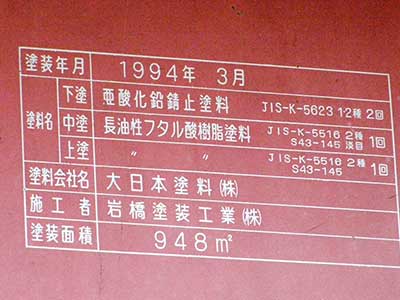 塗装年月 1994年 3月
塗料名
下塗 亜酸化鉛錆止塗料 JIS-K-5623 1・2種 2回
中塗 長油性フタル酸樹脂塗料 JIS-K-5516 2種 S43-145 淡目 1回
上塗 〃 〃 JIS-K-5516 2種 S43-145 1回
塗料会社名 大日本塗料㈱
施工者 岩橋塗装工業㈱
塗装面積 948㎡